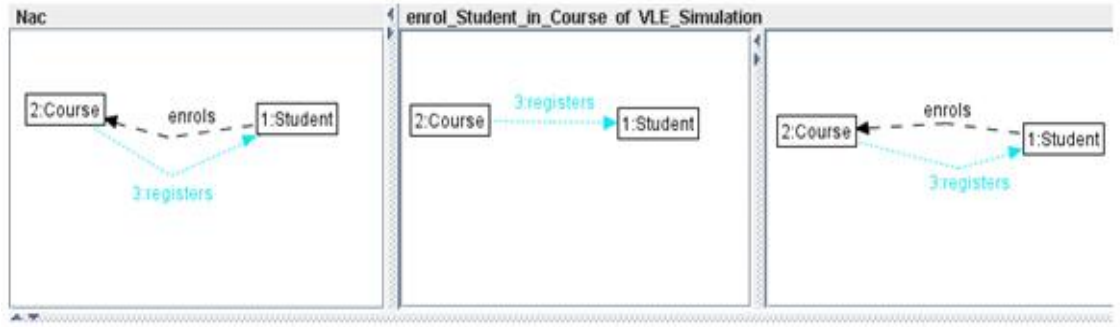 Nac
enrol_Student_in_Course of VLE_Simulation
2:Course
enrols
1:Student
3:registers
2:Course
3:registers
1:Student
2:Course
enrols
1:Student
3:registers